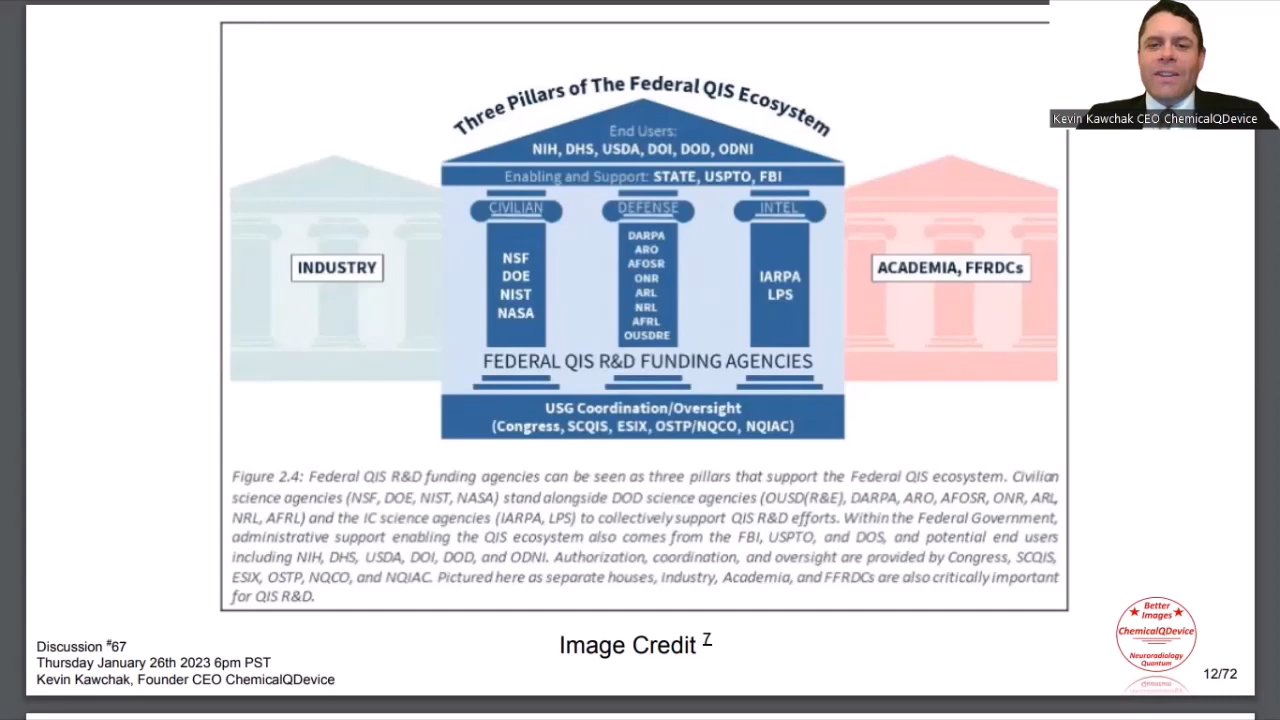 Three Pillars of The Federal QIS Ecosystem
End Users:
NIH, DHS, USDA, DOI, DOD, ODNI
Enabling and Support: STATE, USPTO, FBI
CIVILIAN
NSF
DOE
NIST
NASA
DEFENSE
DARPA
ARO
AFOSR
ONR
ARL
NRL
AFRL
OUSDRE
INTEL
IARPA
LPS
FEDERAL QIS R&D FUNDING AGENCIES
USG Coordination/Oversight
(Congress, SCQIS, ESIX, OSTP/NQCO, NQIAC)
INDUSTRY
ACADEMIA, FFRDCs
Kevin Kawchak CEO ChemicalQDevice
Figure 2.4: Federal QIS R&D funding agencies can be seen as three pillars that support the Federal QIS ecosystem. Civilian
science agencies (NSF, DOE, NIST, NASA) stand alongside DOD science agencies (OUSD(R&E), DARPA, ARO, AFOSR, ONR, ARL,
NRL, AFRL) and the IC science agencies (IARPA, LPS) to collectively support QIS R&D efforts. Within the Federal Government,
administrative support enabling the QIS ecosystem also comes from the FBI, USPTO, and DOS, and potential end users
including NIH, DHS, USDA, DOI, DOD, and ODNI. Authorization, coordination, and oversight are provided by Congress, SCQIS,
ESIX, OSTP, NQCO, and NQIAC. Pictured here as separate houses, Industry, Academia, and FFRDCs are also critically important
for QIS R&D.
Image Credit 7
Discussion #67
Thursday January 26th 2023 6pm PST
Kevin Kawchak, Founder CEO ChemicalQDevice
Better
Images
ChemicalQDevice
Neuroradiology
Quantum
12/72